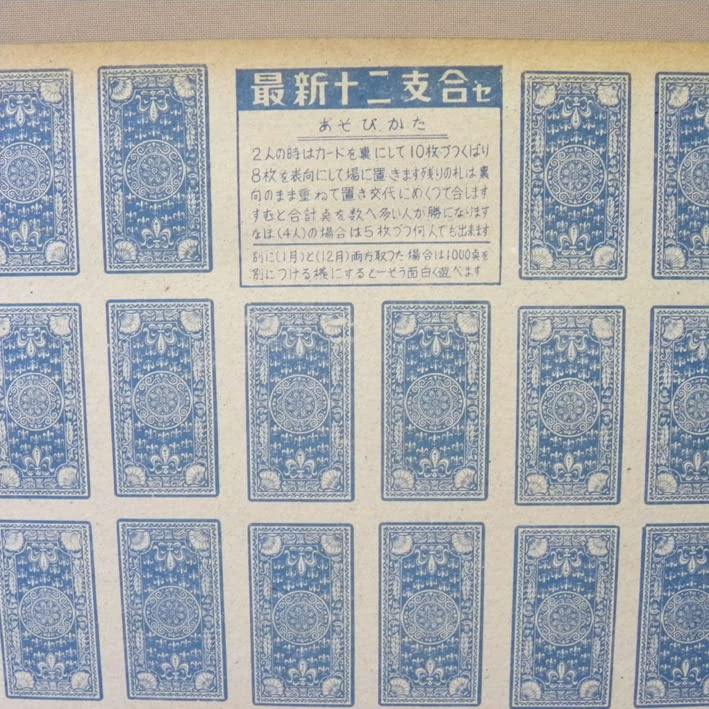 最新十二支合セ
あそびかた
2人の時はカードを裏にして10枚づつくばり
8枚を表向にして場に置きます残りの札は裏
向のまま重ねて置き交代にめくつて合します
すむと合計点を数へ多い人が勝になります
なほ(4人)の場合は5枚づつ何人でも出来ます
別に(1月)と(12月)両方取つた場合は1000点を
別につける様にすると一そう面白く遊べます